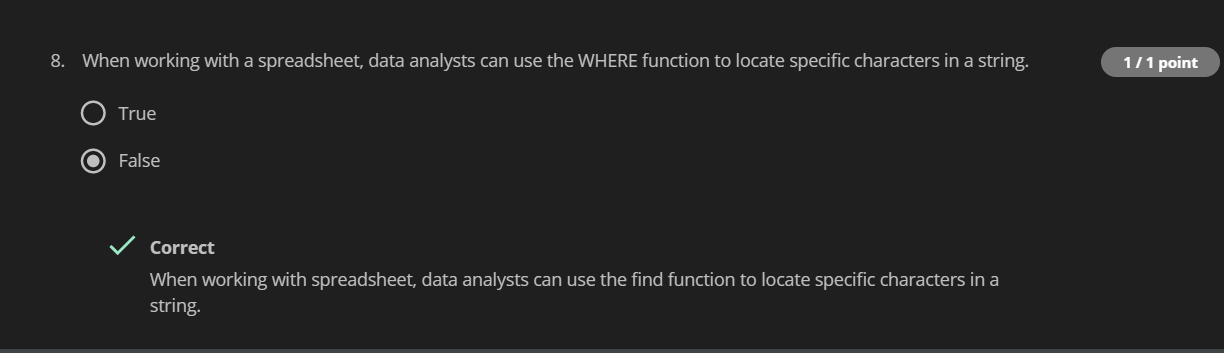 8. When working with a spreadsheet, data analysts can use the WHERE function to locate specific characters in a string.
1 / 1 point
True
False
Correct
When working with spreadsheet, data analysts can use the find function to locate specific characters in a
string.